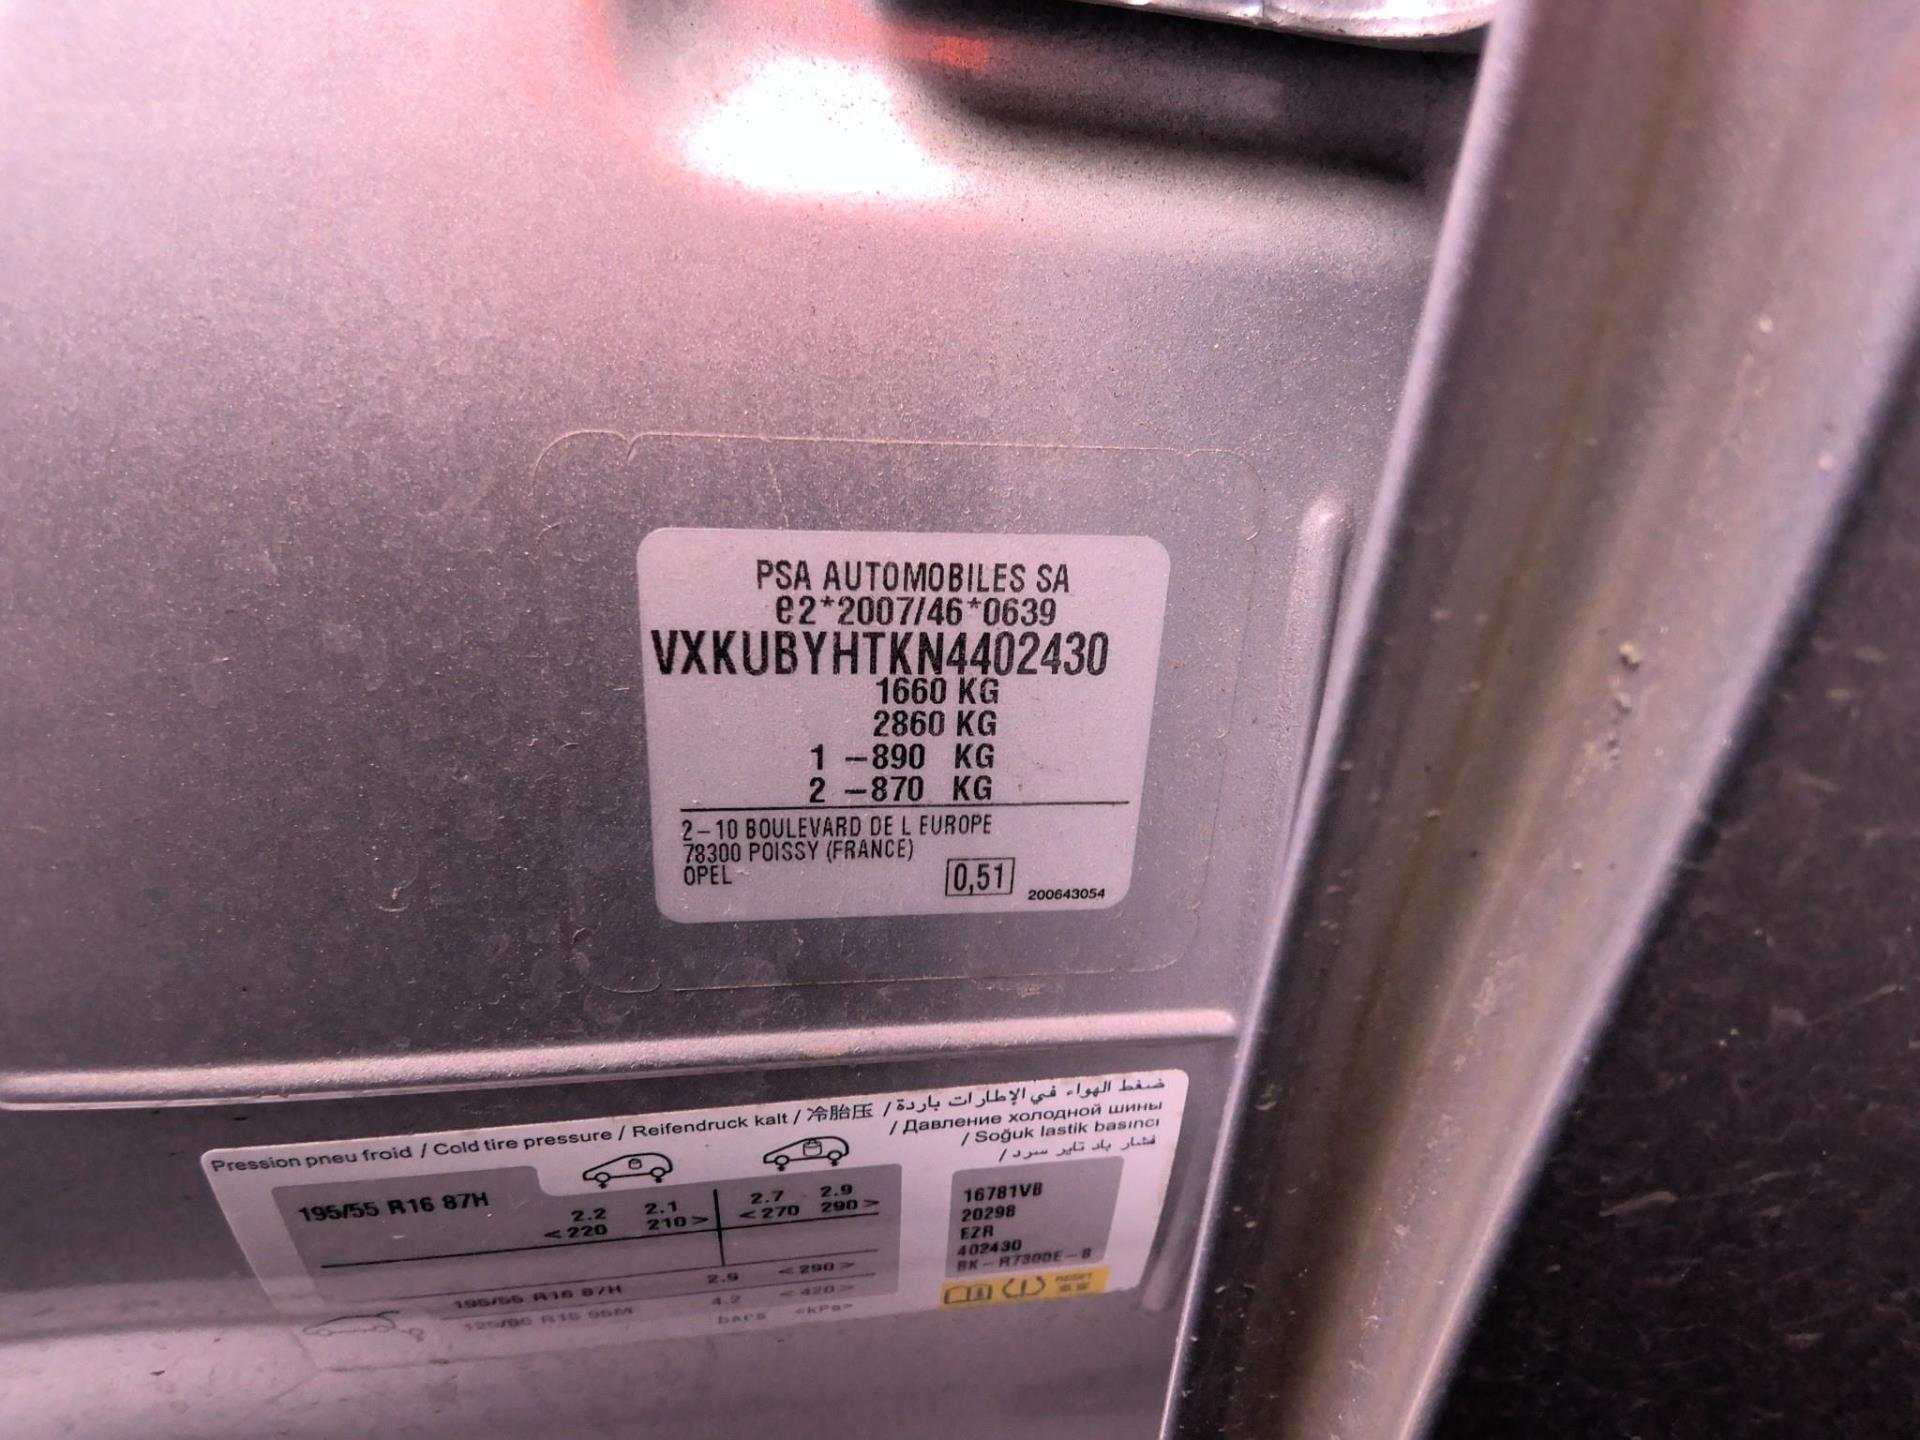 PSA AUTOMOBILES SA
e2*2007/46*0639
VXKUBYHTKN4402430
1660 KG
2860 KG
1 -890 KG
2 -870 KG
2-10 BOULEVARD DE L EUROPE
78300 POISSY (FRANCE)
OPEL
0,51
200643054
Pression pneu froid / Cold tire pressure / Reifendruck kalt / 冷胎压 / ضغط الهواء في الإطارات باردة
/ Давление холодной шины
/ Soğuk lastik basıncı
/ فشار باد تایر سرد
195/55 R16 87H
2.2 2.1 2.7 2.9
<220 210> <270 290>
195/55 R16 87H 2.9 <290>
4.2 <420>
bars <kPa>
16781VB
20298
EZR
402430
RESET